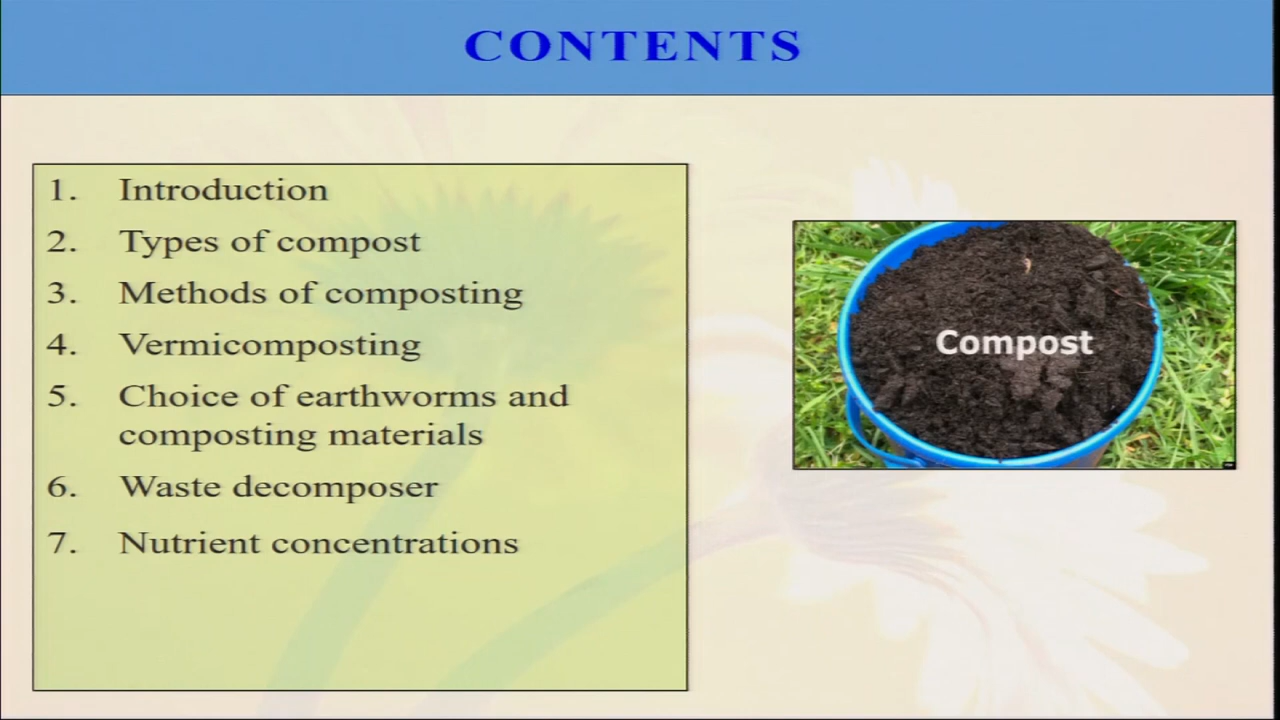 CONTENTS
1. Introduction
2. Types of compost
3. Methods of composting
4. Vermicomposting
5. Choice of earthworms and
composting materials
6. Waste decomposer
7. Nutrient concentrations
Compost